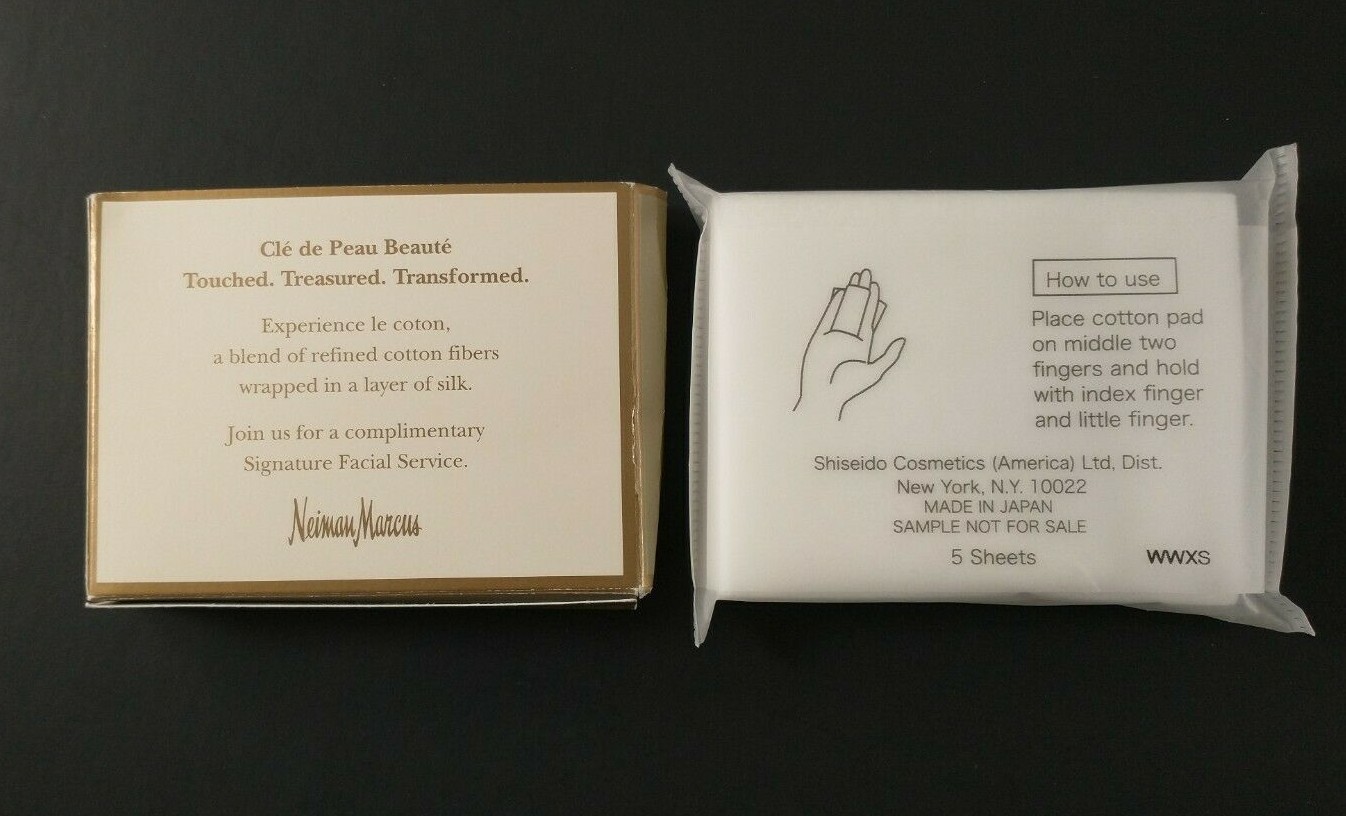 Clé de Peau Beauté
Touched. Treasured. Transformed.
Experience le coton,
a blend of refined cotton fibers
wrapped in a layer of silk.
Join us for a complimentary
Signature Facial Service.
Neiman Marcus
How to use
Place cotton pad
on middle two
fingers and hold
with index finger
and little finger.
Shiseido Cosmetics (America) Ltd, Dist.
New York, N.Y. 10022
MADE IN JAPAN
SAMPLE NOT FOR SALE
5 Sheets
WWXS